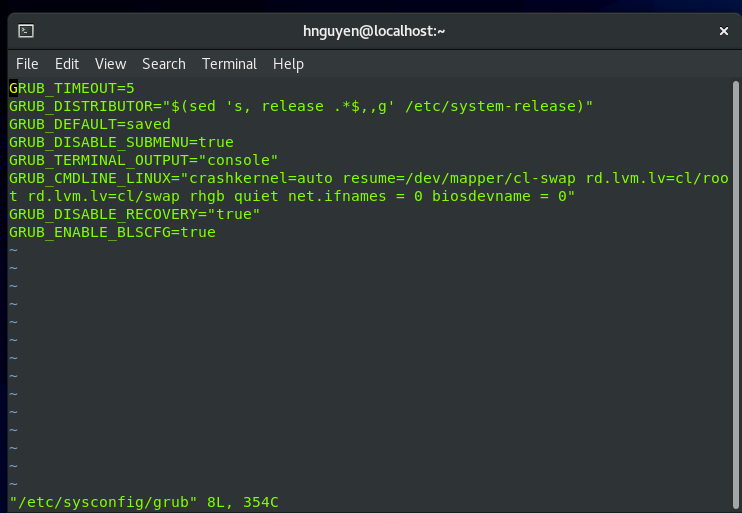 hnguyen@localhost:~
File Edit View Search Terminal Help
GRUB_TIMEOUT=5
GRUB_DISTRIBUTOR="$(sed 's, release .*$,,g' /etc/system-release)"
GRUB_DEFAULT=saved
GRUB_DISABLE_SUBMENU=true
GRUB_TERMINAL_OUTPUT="console"
GRUB_CMDLINE_LINUX="crashkernel=auto resume=/dev/mapper/cl-swap rd.lvm.lv=cl/roo
t rd.lvm.lv=cl/swap rhgb quiet net.ifnames = 0 biosdevname = 0"
GRUB_DISABLE_RECOVERY="true"
GRUB_ENABLE_BLSCFG=true
~
~
~
~
~
~
~
~
~
~
~
~
~
~
"/etc/sysconfig/grub" 8L, 354C